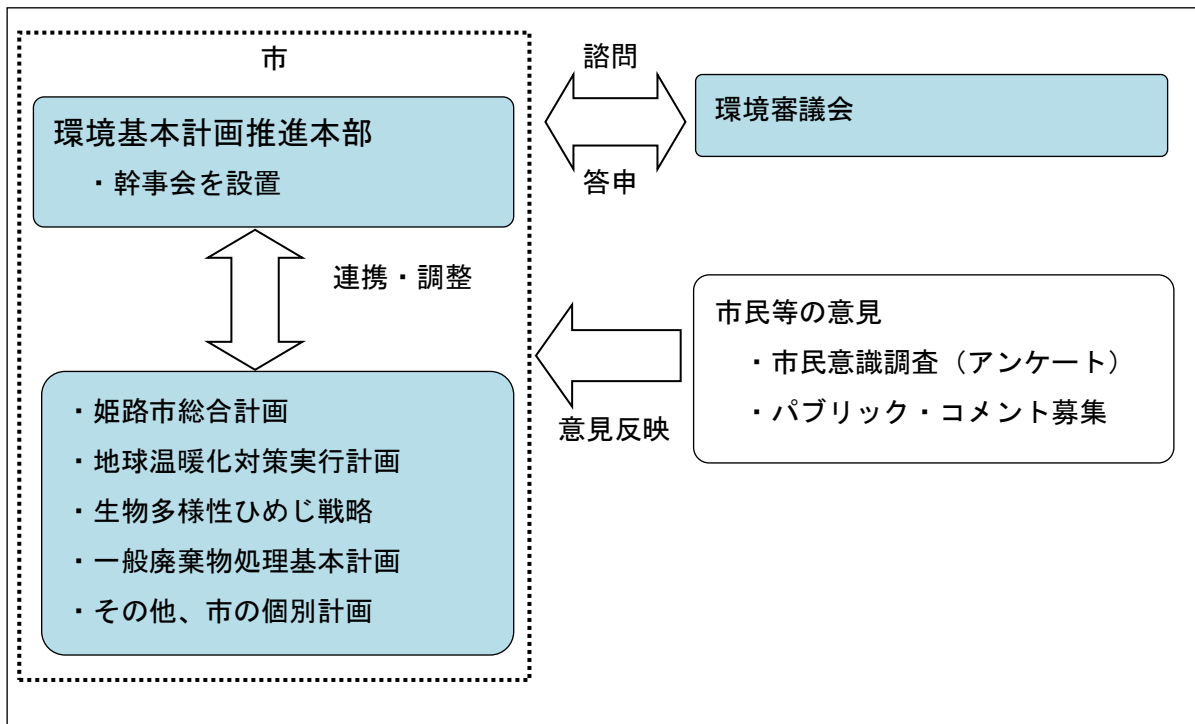 市
環境基本計画推進本部
・幹事会を設置
連携・調整
・姫路市総合計画
・地球温暖化対策実行計画
・生物多様性ひめじ戦略
・一般廃棄物処理基本計画
・その他、市の個別計画
諮問
答申
環境審議会
意見反映
市民等の意見
・市民意識調査（アンケート）
・パブリック・コメント募集